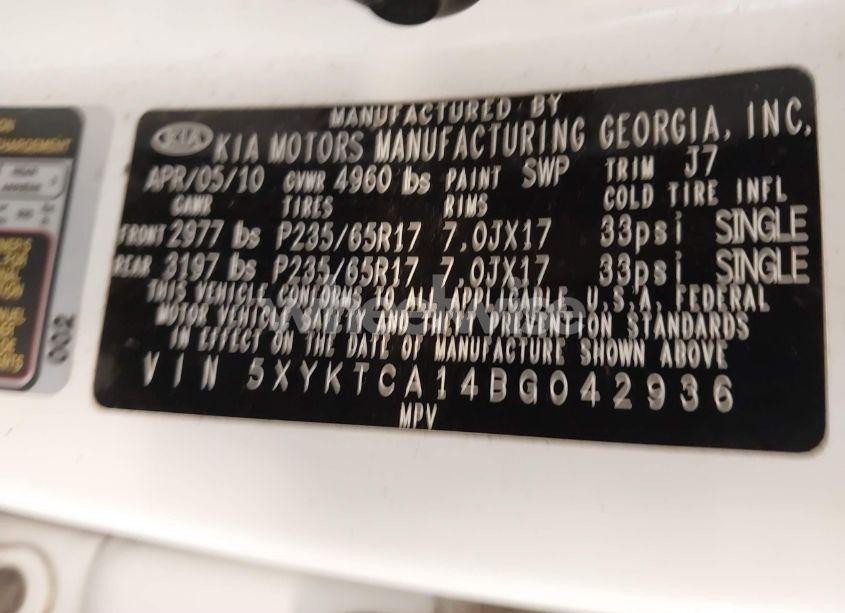 MANUFACTURED BY
KIA KIA MOTORS MANUFACTURING GEORGIA, INC.
APR/05/10 GVWR 4960 lbs PAINT SWP TRIM J7
GAWR TIRES RIMS COLD TIRE INFL
FRONT 2977 lbs P235/65R17 7.0JX17 33psi SINGLE
REAR 3197 lbs P235/65R17 7.0JX17 33psi SINGLE
THIS VEHICLE CONFORMS TO ALL APPLICABLE U.S.A. FEDERAL
MOTOR VEHICLE SAFETY AND THEFT PREVENTION STANDARDS
IN EFFECT ON THE DATE OF MANUFACTURE SHOWN ABOVE
VIN 5XYKTCA14BG042936
MPV
002